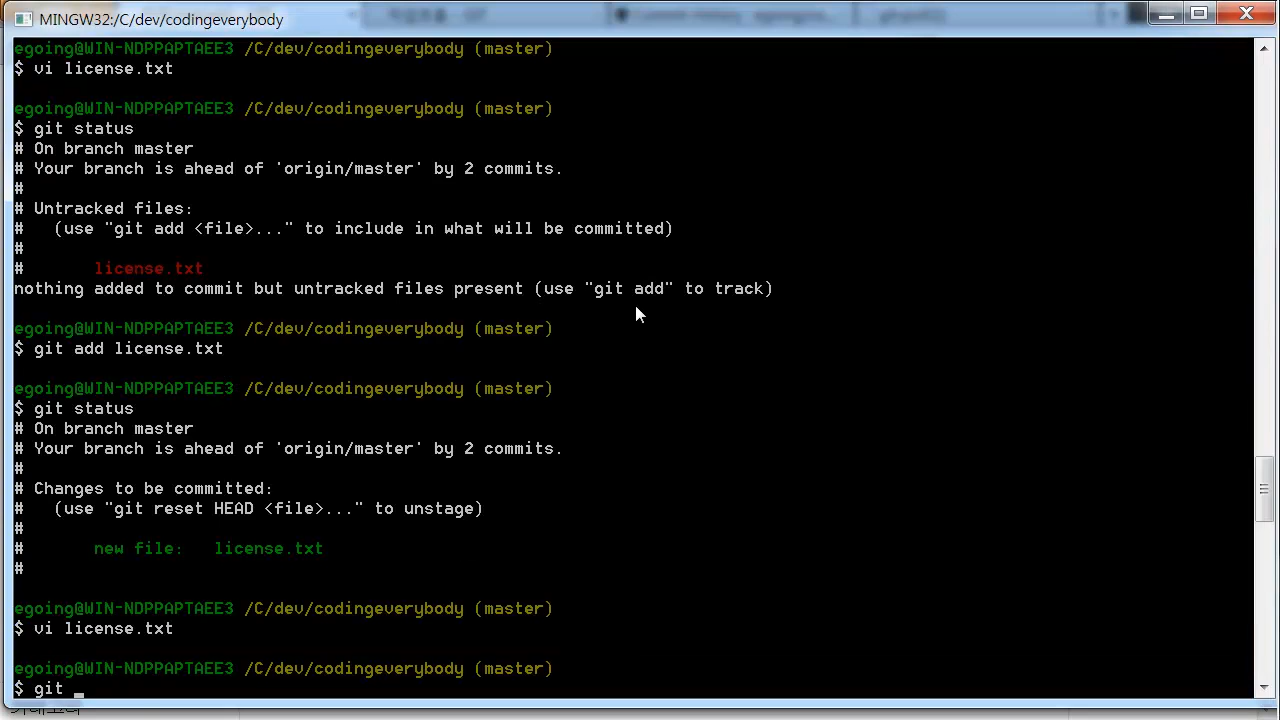 MINGW32:/C/dev/codingeverybody
egoing@WIN-NDPPAPTAEE3 /C/dev/codingeverybody (master)
$ vi license.txt
egoing@WIN-NDPPAPTAEE3 /C/dev/codingeverybody (master)
$ git status
# On branch master
# Your branch is ahead of 'origin/master' by 2 commits.
#
# Untracked files:
#   (use "git add <file>..." to include in what will be committed)
#
#       license.txt
nothing added to commit but untracked files present (use "git add" to track)
egoing@WIN-NDPPAPTAEE3 /C/dev/codingeverybody (master)
$ git add license.txt
egoing@WIN-NDPPAPTAEE3 /C/dev/codingeverybody (master)
$ git status
# On branch master
# Your branch is ahead of 'origin/master' by 2 commits.
#
# Changes to be committed:
#   (use "git reset HEAD <file>..." to unstage)
#
#       new file:   license.txt
#
egoing@WIN-NDPPAPTAEE3 /C/dev/codingeverybody (master)
$ vi license.txt
egoing@WIN-NDPPAPTAEE3 /C/dev/codingeverybody (master)
$ git _